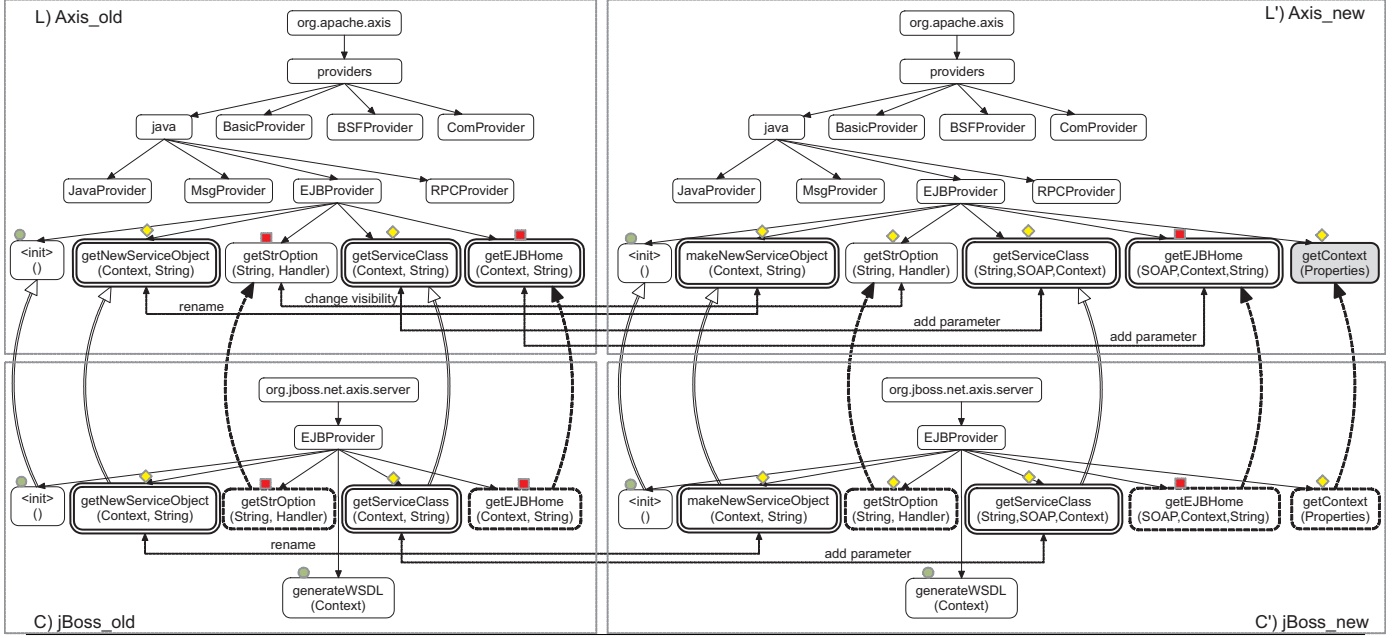 L) Axis_old
org.apache.axis
providers
java
BasicProvider
BSFProvider
ComProvider
JavaProvider
MsgProvider
EJBProvider
RPCProvider
<init>
()
getNewServiceObject
(Context, String)
getStrOption
(String, Handler)
getServiceClass
(Context, String)
getEJBHome
(Context, String)
L') Axis_new
org.apache.axis
providers
java
BasicProvider
BSFProvider
ComProvider
JavaProvider
MsgProvider
EJBProvider
RPCProvider
<init>
()
makeNewServiceObject
(Context, String)
getStrOption
(String, Handler)
getServiceClass
(String,SOAP,Context)
getEJBHome
(SOAP,Context,String)
getContext
(Properties)
change visibility
rename
add parameter
add parameter
org.jboss.net.axis.server
EJBProvider
<init>
()
getNewServiceObject
(Context, String)
getStrOption
(String, Handler)
getServiceClass
(Context, String)
getEJBHome
(Context, String)
generateWSDL
(Context)
C) jBoss_old
org.jboss.net.axis.server
EJBProvider
<init>
()
makeNewServiceObject
(Context, String)
getStrOption
(String, Handler)
getServiceClass
(String,SOAP,Context)
getEJBHome
(SOAP,Context,String)
getContext
(Properties)
rename
add parameter
generateWSDL
(Context)
C') jBoss_new